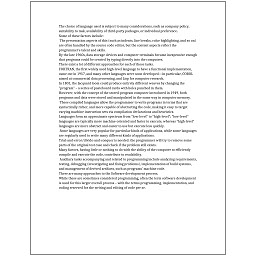 The choice of language used is subject to many considerations, such as company policy,
suitability to task, availability of third-party packages, or individual preference.
Some of these factors include:
The presentation aspects of this (such as indents, line breaks, color highlighting, and so on)
are often handled by the source code editor, but the content aspects reflect the
programmer's talent and skills.
By the late 1960s, data storage devices and computer terminals became inexpensive enough
that programs could be created by typing directly into the computers.
There exist a lot of different approaches for each of those tasks.
FORTRAN, the first widely used high-level language to have a functional implementation,
came out in 1957, and many other languages were soon developed—in particular, COBOL
aimed at commercial data processing, and Lisp for computer research.
In 1801, the Jacquard loom could produce entirely different weaves by changing the
"program" – a series of pasteboard cards with holes punched in them.
However, with the concept of the stored-program computer introduced in 1949, both
programs and data were stored and manipulated in the same way in computer memory.
These compiled languages allow the programmer to write programs in terms that are
syntactically richer, and more capable of abstracting the code, making it easy to target
varying machine instruction sets via compilation declarations and heuristics.
Languages form an approximate spectrum from "low-level" to "high-level"; "low-level"
languages are typically more machine-oriented and faster to execute, whereas "high-level"
languages are more abstract and easier to use but execute less quickly.
Some languages are very popular for particular kinds of applications, while some languages
are regularly used to write many different kinds of applications.
Trial-and-error/divide-and-conquer is needed: the programmer will try to remove some
parts of the original test case and check if the problem still exists.
Many factors, having little or nothing to do with the ability of the computer to efficiently
compile and execute the code, contribute to readability.
Auxiliary tasks accompanying and related to programming include analyzing requirements,
testing, debugging (investigating and fixing problems), implementation of build systems,
and management of derived artifacts, such as programs' machine code.
There are many approaches to the Software development process.
While these are sometimes considered programming, often the term software development
is used for this larger overall process – with the terms programming, implementation, and
coding reserved for the writing and editing of code per se.